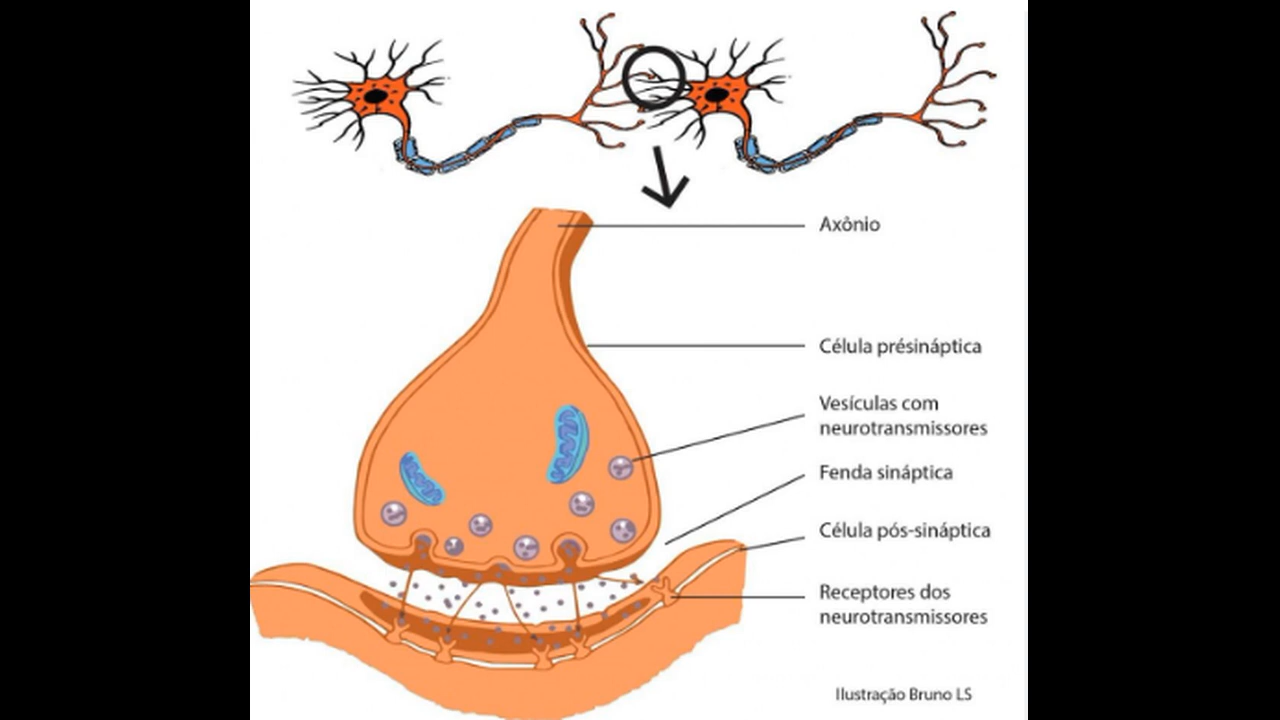 Axônio
Célula présináptica
Vesículas com
neurotransmissores
Fenda sináptica
Célula pós-sináptica
Receptores dos
neurotransmissores
Ilustração Bruno LS